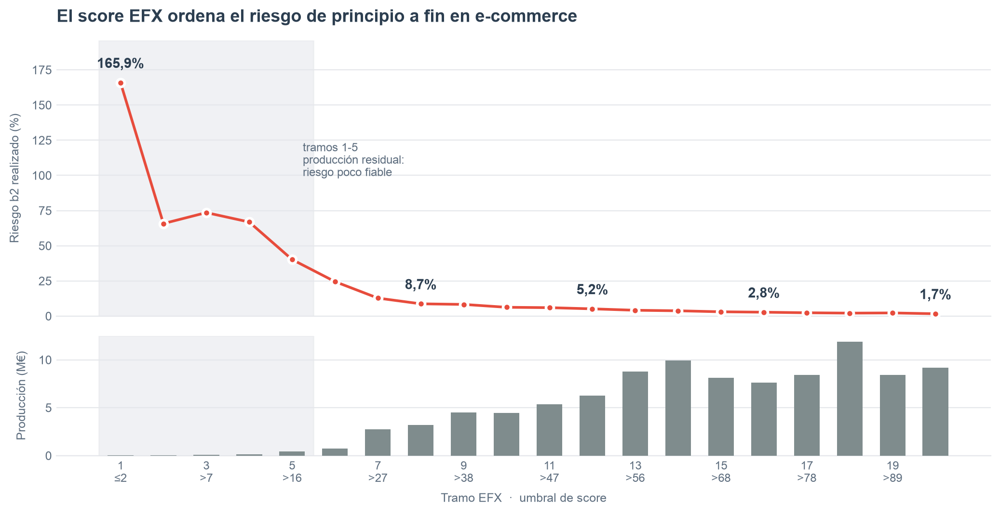 El score EFX ordena el riesgo de principio a fin en e-commerce
Riesgo b2 realizado (%)
175
150
125
100
75
50
25
0
165,9%
tramos 1-5
producción residual:
riesgo poco fiable
8,7%
5,2%
2,8%
1,7%
Producción (M€)
10
5
0
1 3 5 7 9 11 13 15 17 19
≤2 >7 >16 >27 >38 >47 >56 >68 >78 >89
Tramo EFX · umbral de score